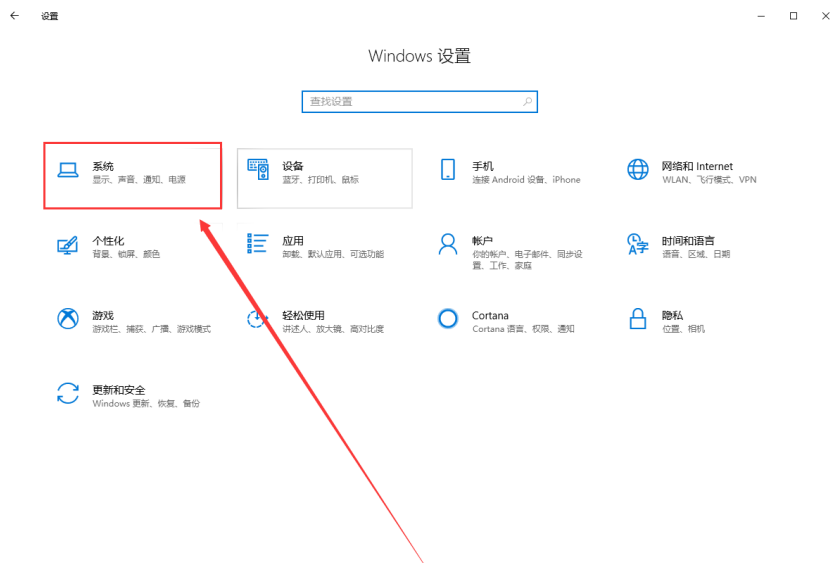 设置
Windows 设置
查找设置
系统
显示、声音、通知、电源
设备
蓝牙、打印机、鼠标
手机
连接 Android 设备、iPhone
网络和 Internet
WLAN、飞行模式、VPN
个性化
背景、锁屏、颜色
应用
卸载、默认应用、可选功能
帐户
你的帐户、电子邮件、同步设
置、工作、家庭
时间和语言
语音、区域、日期
游戏
游戏栏、捕获、广播、游戏模式
轻松使用
讲述人、放大镜、高对比度
Cortana
Cortana 语言、权限、通知
隐私
位置、相机
更新和安全
Windows 更新、恢复、备份